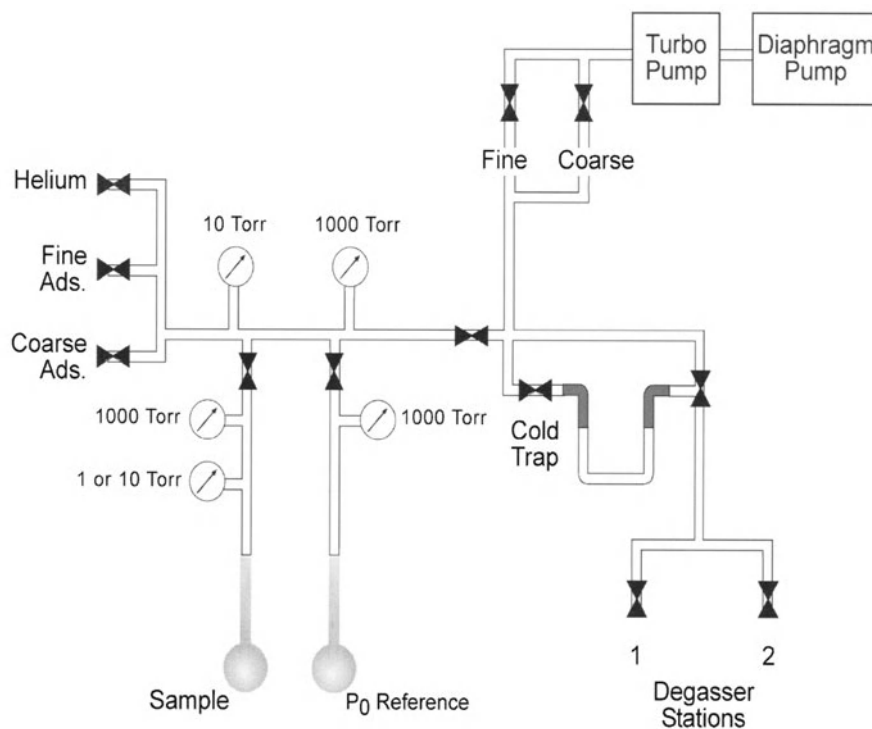 Turbo
Pump
Diaphragm
Pump
Fine
Coarse
Helium
10 Torr
1000 Torr
Fine
Ads.
Coarse
Ads.
1000 Torr
1000 Torr
Cold
Trap
1 or 10 Torr
1
2
Sample
P0 Reference
Degasser
Stations